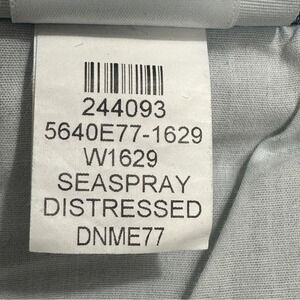 244093
5640E77-1629
W1629
SEASPRAY
DISTRESSED
DNME77